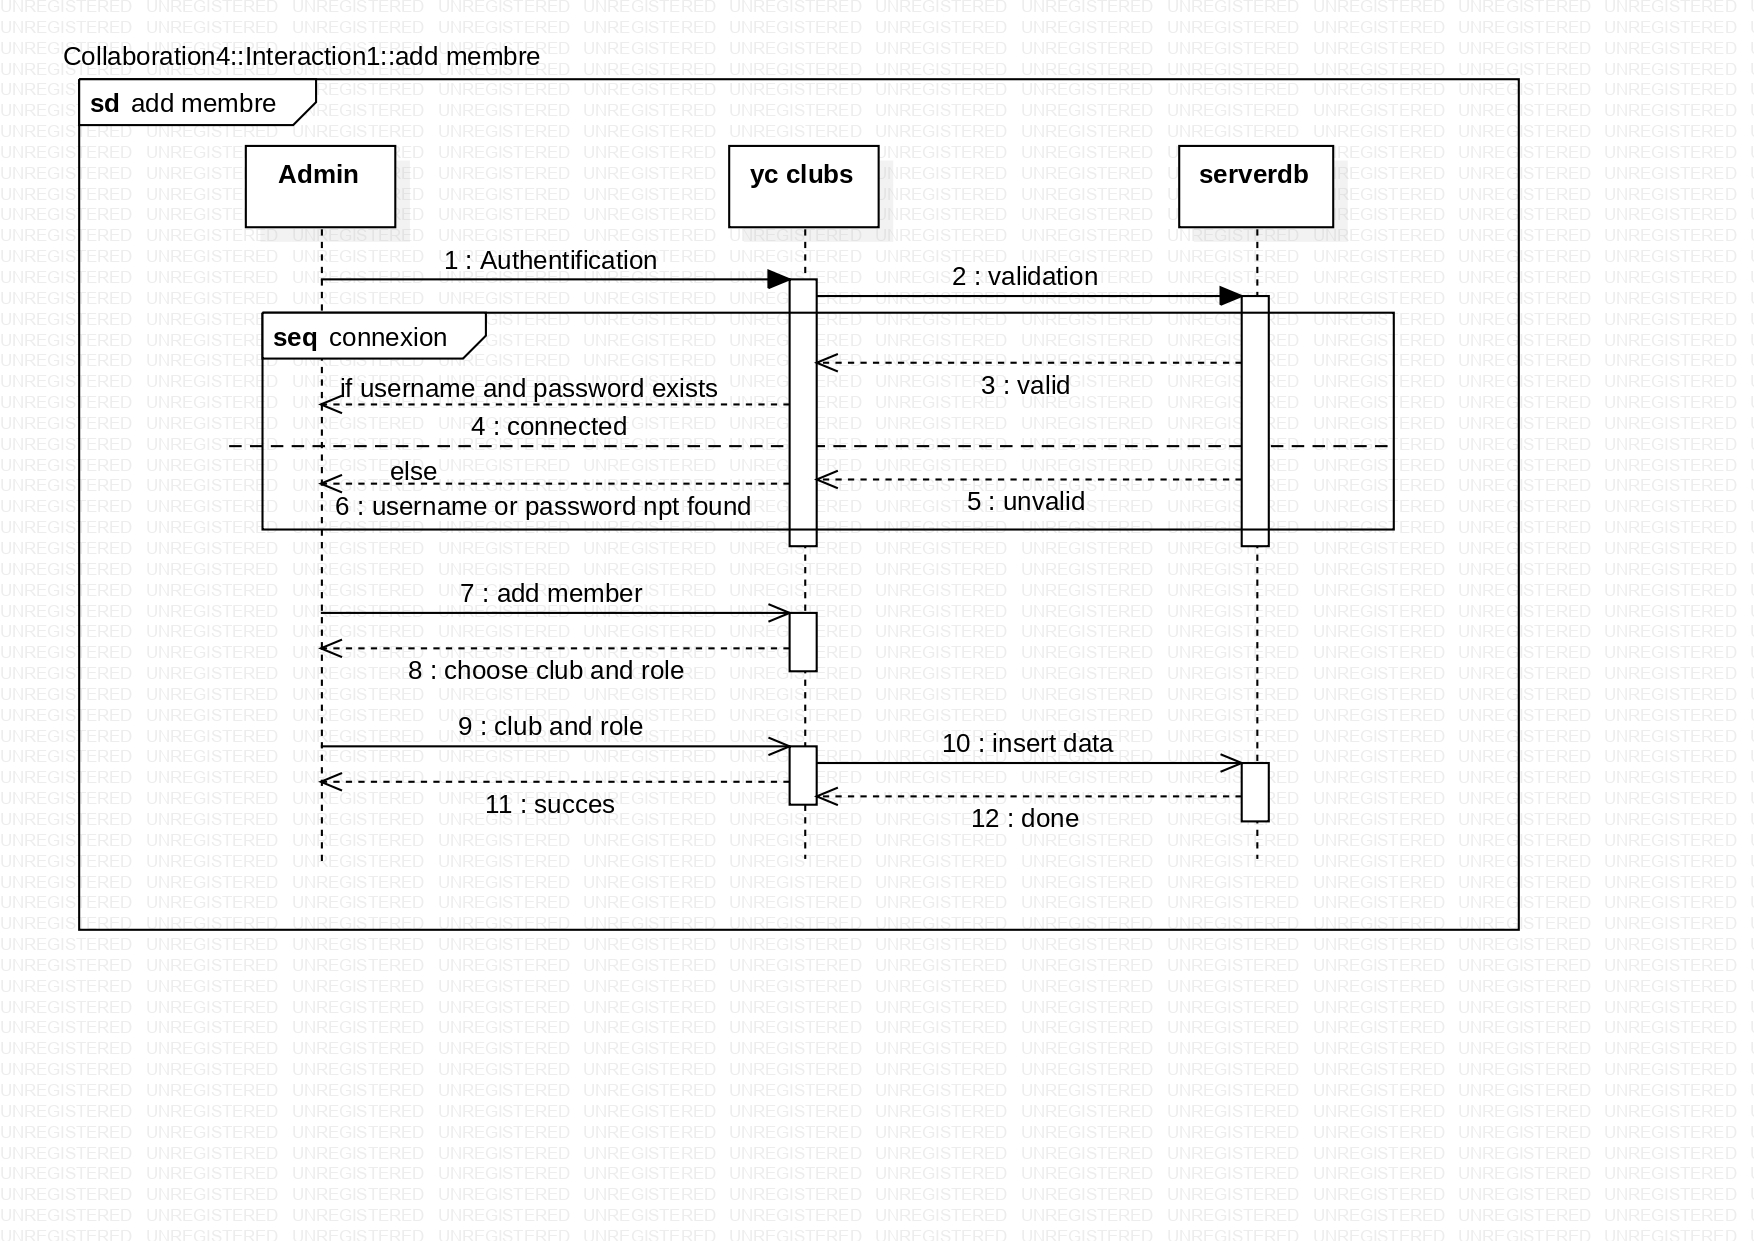 Collaboration4::Interaction1::add membre
sd add membre
Admin
yc clubs
serverdb
1 : Authentification
2 : validation
seq connexion
3 : valid
if username and password exists
4 : connected
else
5 : unvalid
6 : username or password npt found
7 : add member
8 : choose club and role
9 : club and role
10 : insert data
11 : succes
12 : done
UNREGISTERED